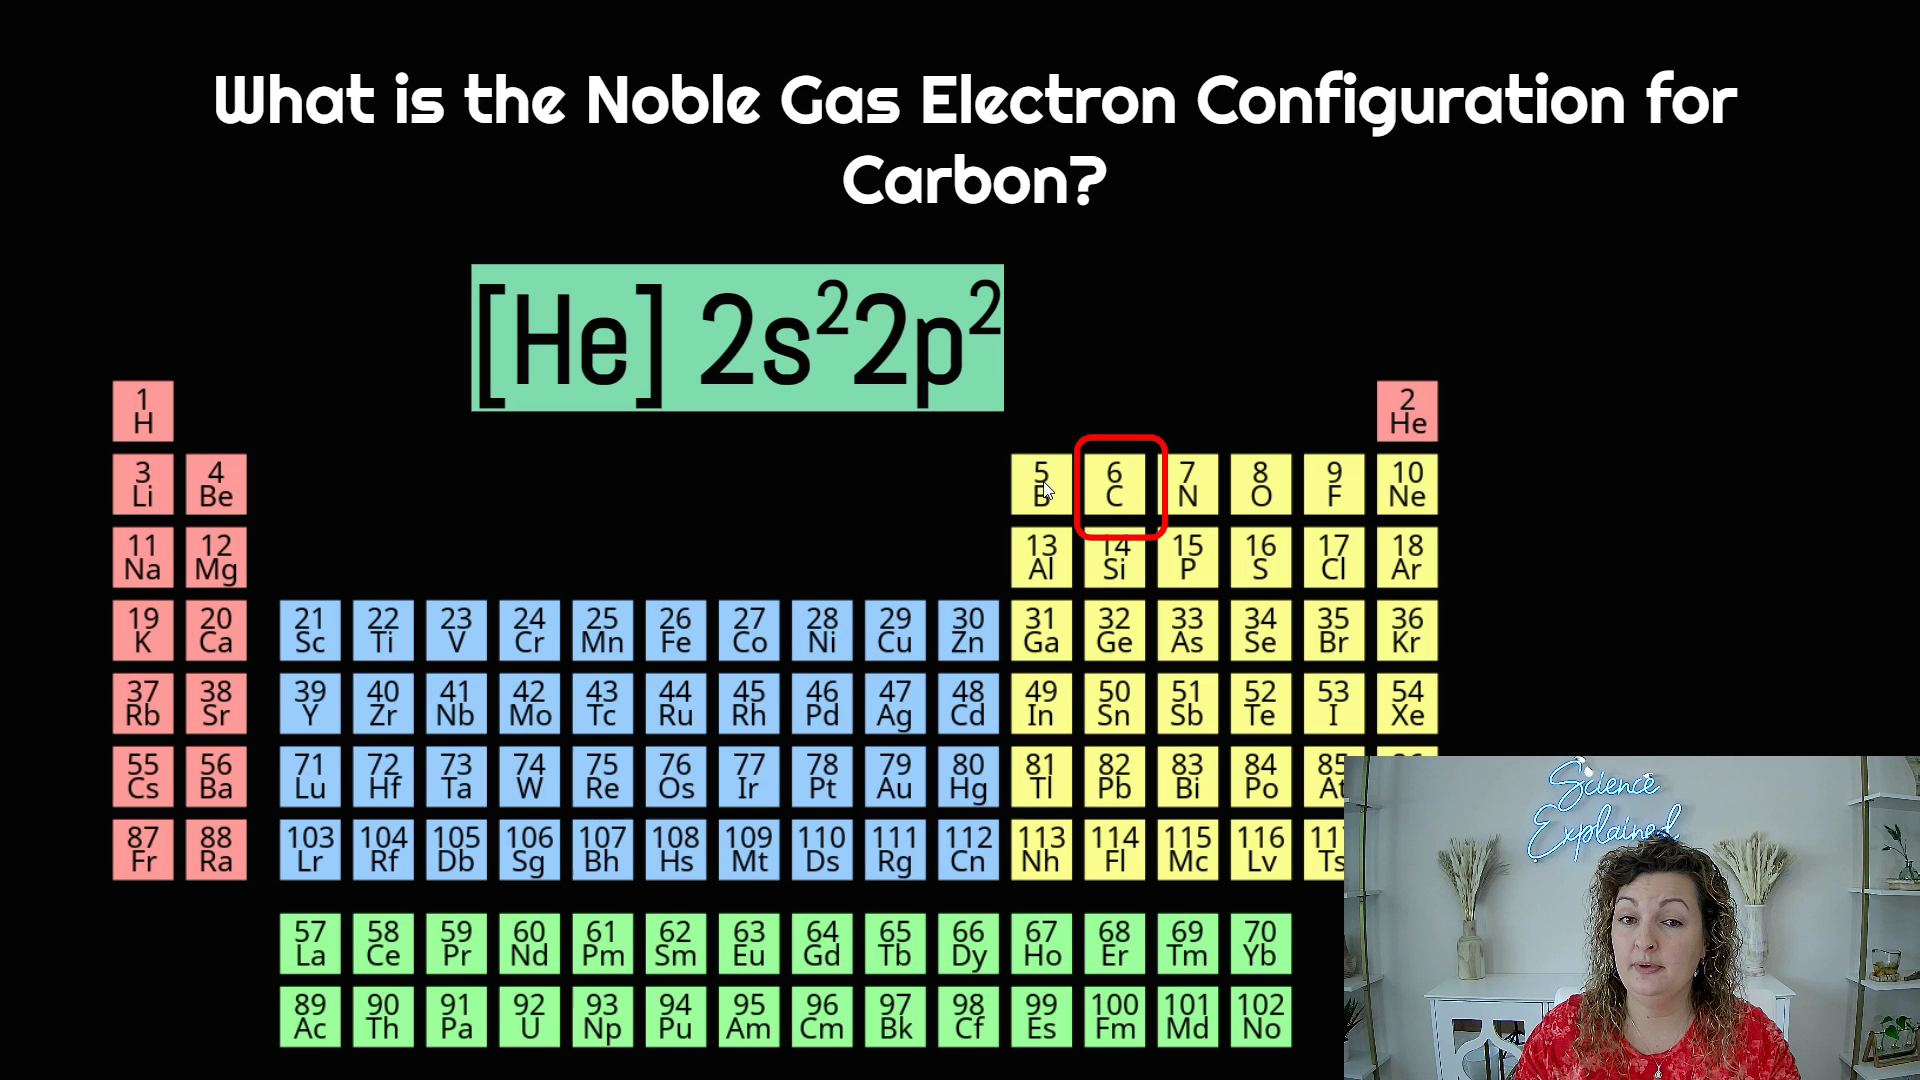 What is the Noble Gas Electron Configuration for
Carbon?
[He] 2s²2p²
1 2
H He
3 4 5 6 7 8 9 10
Li Be B C N O F Ne
11 12 13 14 15 16 17 18
Na Mg Al Si P S Cl Ar
19 20 21 22 23 24 25 26 27 28 29 30 31 32 33 34 35 36
K Ca Sc Ti V Cr Mn Fe Co Ni Cu Zn Ga Ge As Se Br Kr
37 38 39 40 41 42 43 44 45 46 47 48 49 50 51 52 53 54
Rb Sr Y Zr Nb Mo Tc Ru Rh Pd Ag Cd In Sn Sb Te I Xe
55 56 71 72 73 74 75 76 77 78 79 80 81 82 83 84 85
Cs Ba Lu Hf Ta W Re Os Ir Pt Au Hg Tl Pb Bi Po At
87 88 103 104 105 106 107 108 109 110 111 112 113 114 115 116
Fr Ra Lr Rf Db Sg Bh Hs Mt Ds Rg Cn Nh Fl Mc Lv Ts
57 58 59 60 61 62 63 64 65 66 67 68 69 70
La Ce Pr Nd Pm Sm Eu Gd Tb Dy Ho Er Tm Yb
89 90 91 92 93 94 95 96 97 98 99 100 101 102
Ac Th Pa U Np Pu Am Cm Bk Cf Es Fm Md No
Science
Explained